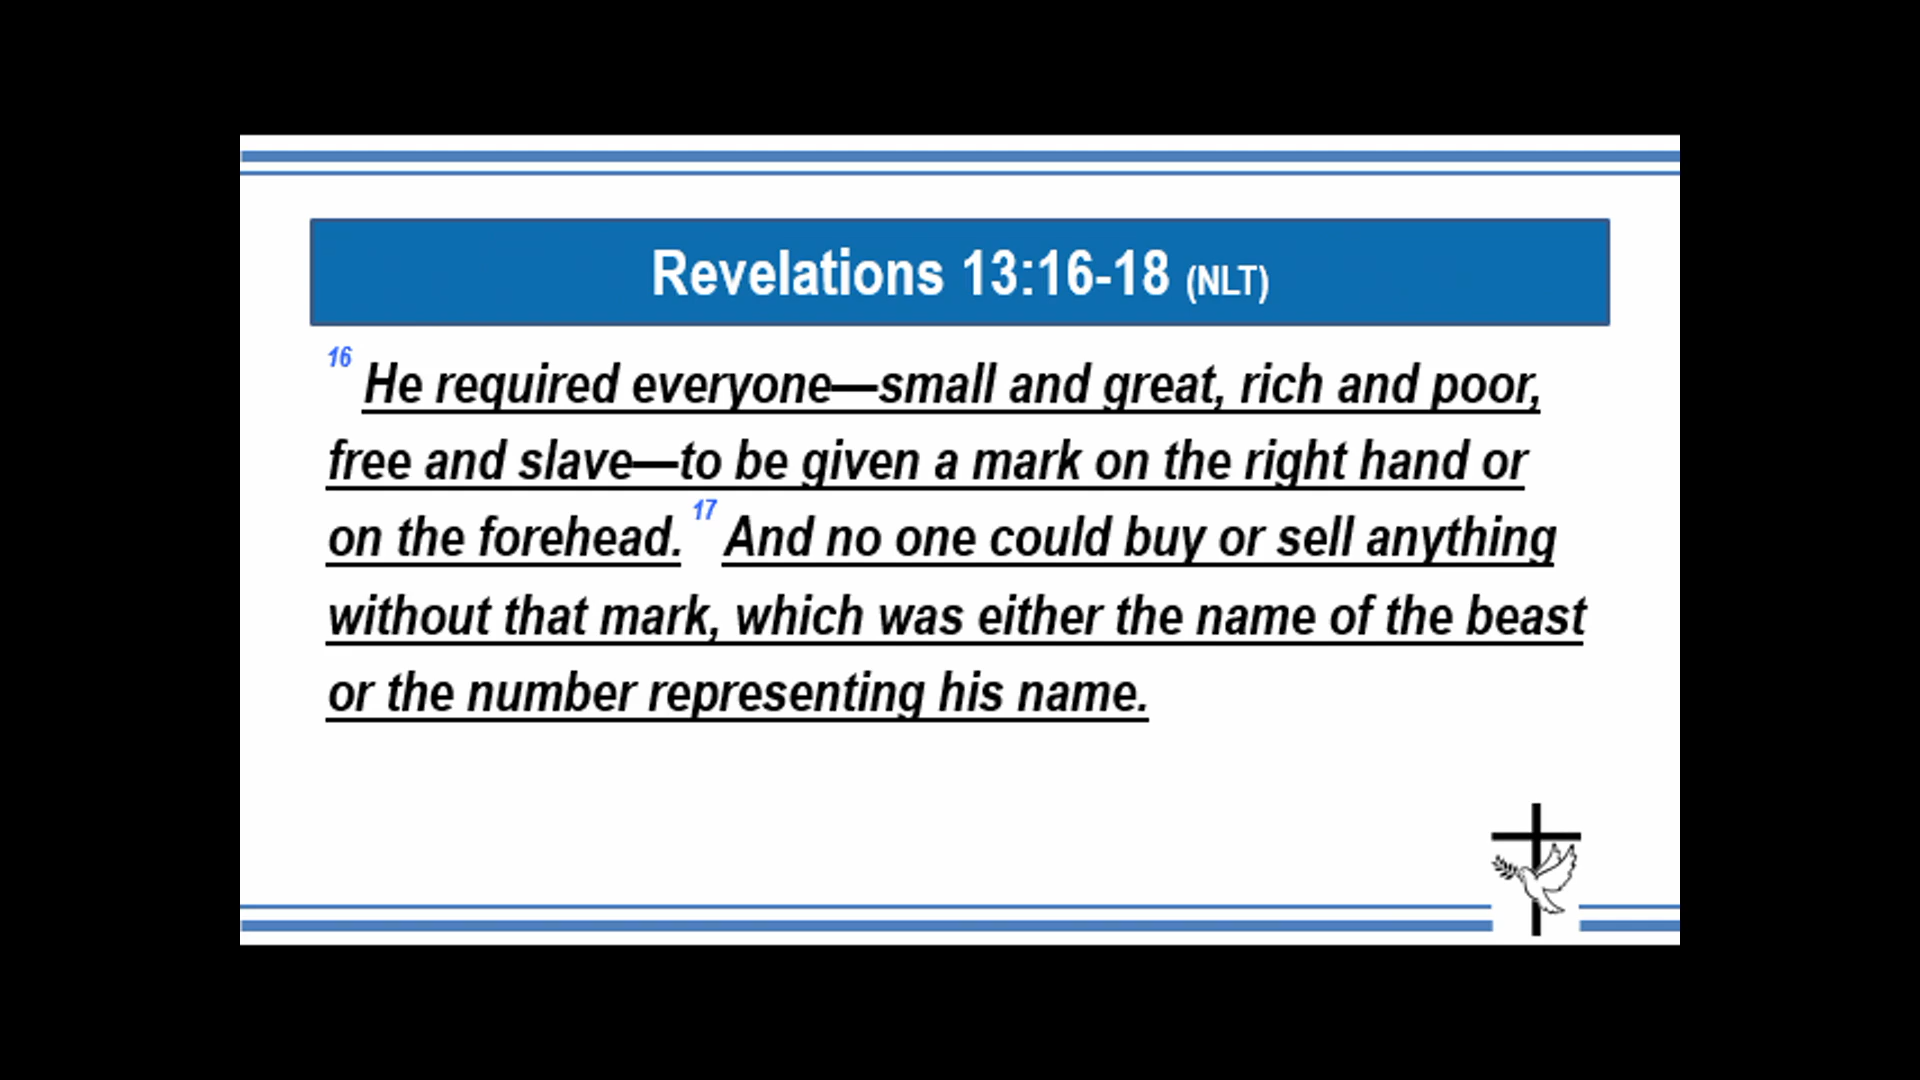 Revelations 13:16-18 (NLT)
16 He required everyone—small and great, rich and poor,
free and slave—to be given a mark on the right hand or
on the forehead. 17 And no one could buy or sell anything
without that mark, which was either the name of the beast
or the number representing his name.